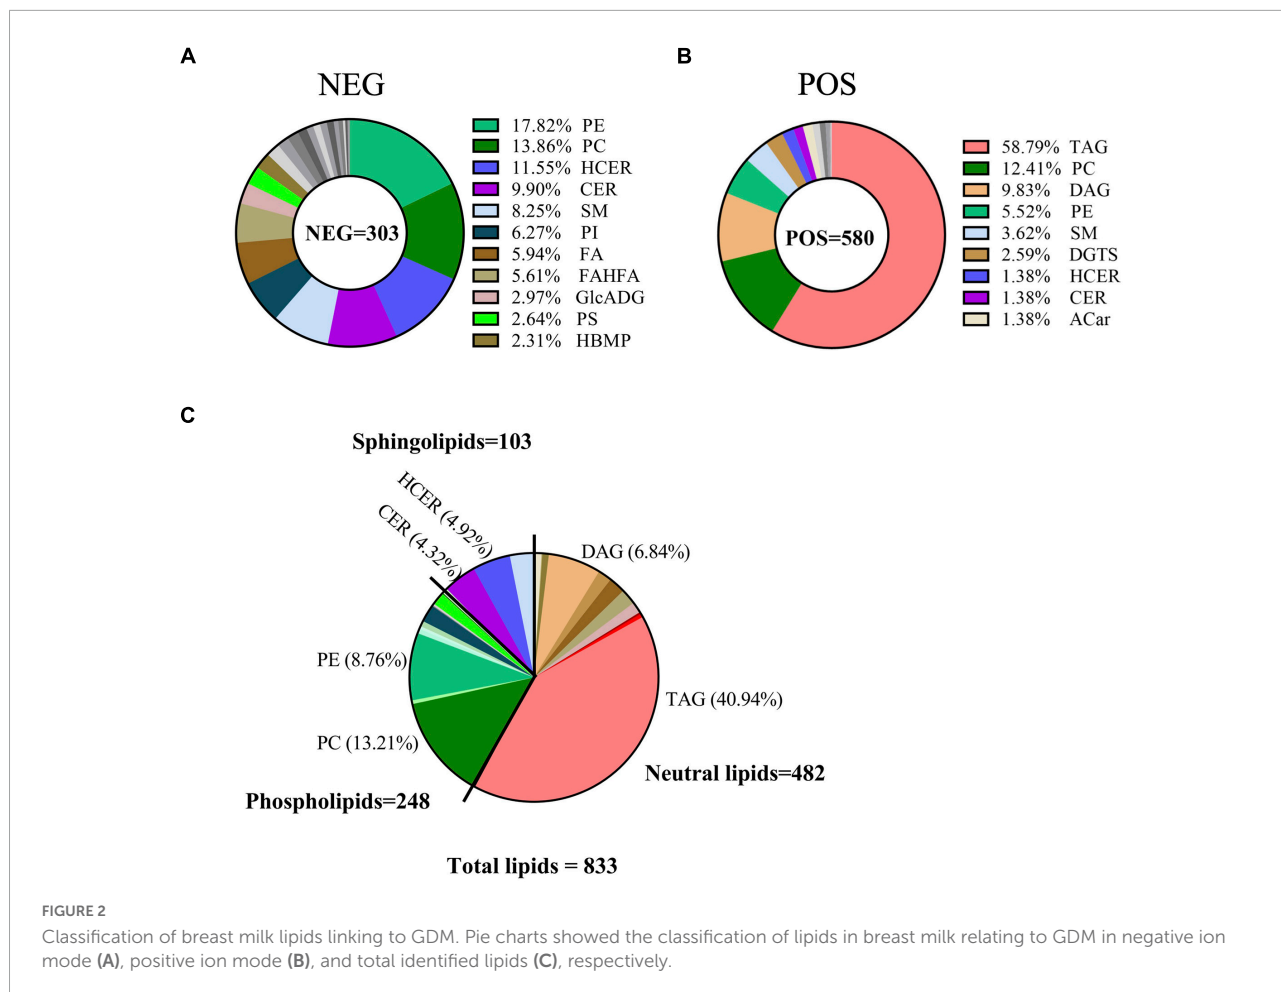 A
NEG
NEG=303
17.82% PE
13.86% PC
11.55% HCER
9.90% CER
8.25% SM
6.27% PI
5.94% FA
5.61% FAHFA
2.97% GlcADG
2.64% PS
2.31% HBMP
B
POS
POS=580
58.79% TAG
12.41% PC
9.83% DAG
5.52% PE
3.62% SM
2.59% DGTS
1.38% HCER
1.38% CER
1.38% ACar
C
Sphingolipids=103
HCER (4.92%)
CER (4.32%)
DAG (6.84%)
PE (8.76%)
TAG (40.94%)
PC (13.21%)
Neutral lipids=482
Phospholipids=248
Total lipids = 833
FIGURE 2
Classification of breast milk lipids linking to GDM. Pie charts showed the classification of lipids in breast milk relating to GDM in negative ion
mode (A), positive ion mode (B), and total identified lipids (C), respectively.